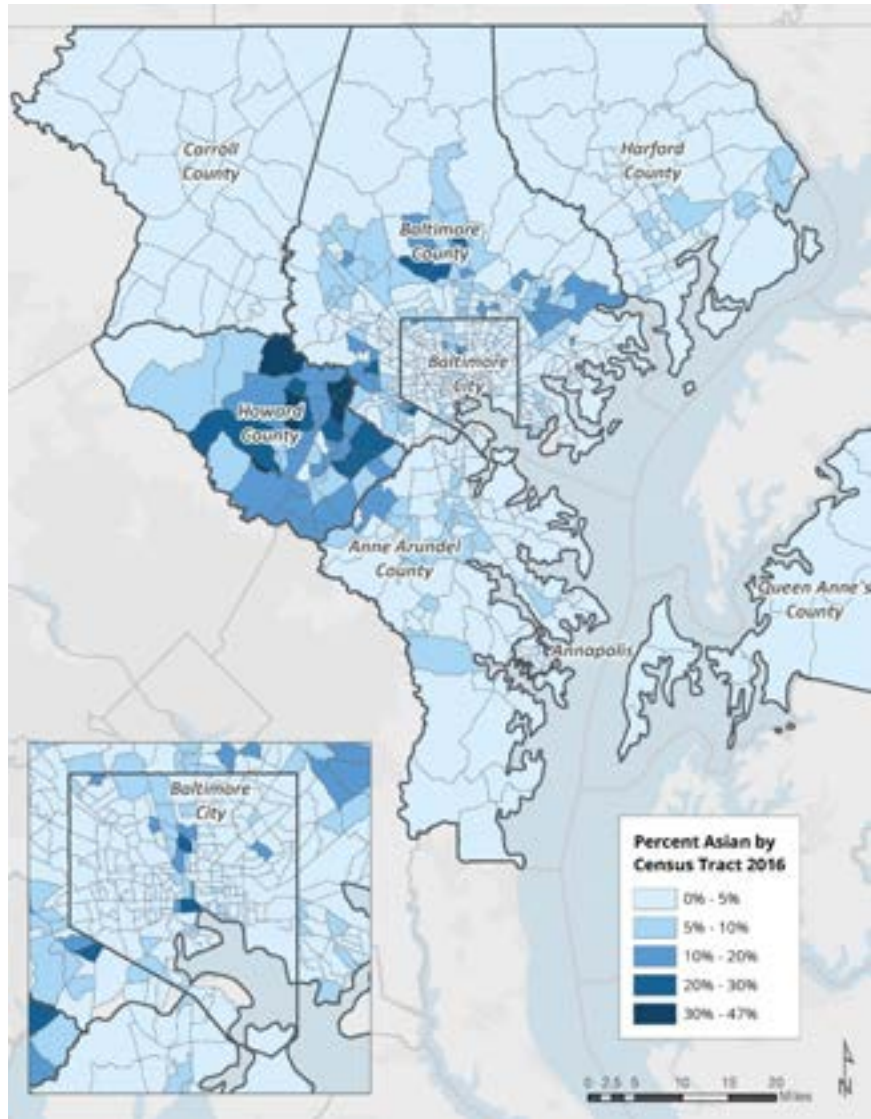 Carroll
County
Harford
County
Baltimore
County
Baltimore
City
Howard
County
Anne Arundel
County
Queen Anne's
County
Annapolis
Baltimore
City
Percent Asian by
Census Tract 2016
0% - 5%
5% - 10%
10% - 20%
20% - 30%
30% - 47%
N
0 2.5 5 10 15 20
Miles